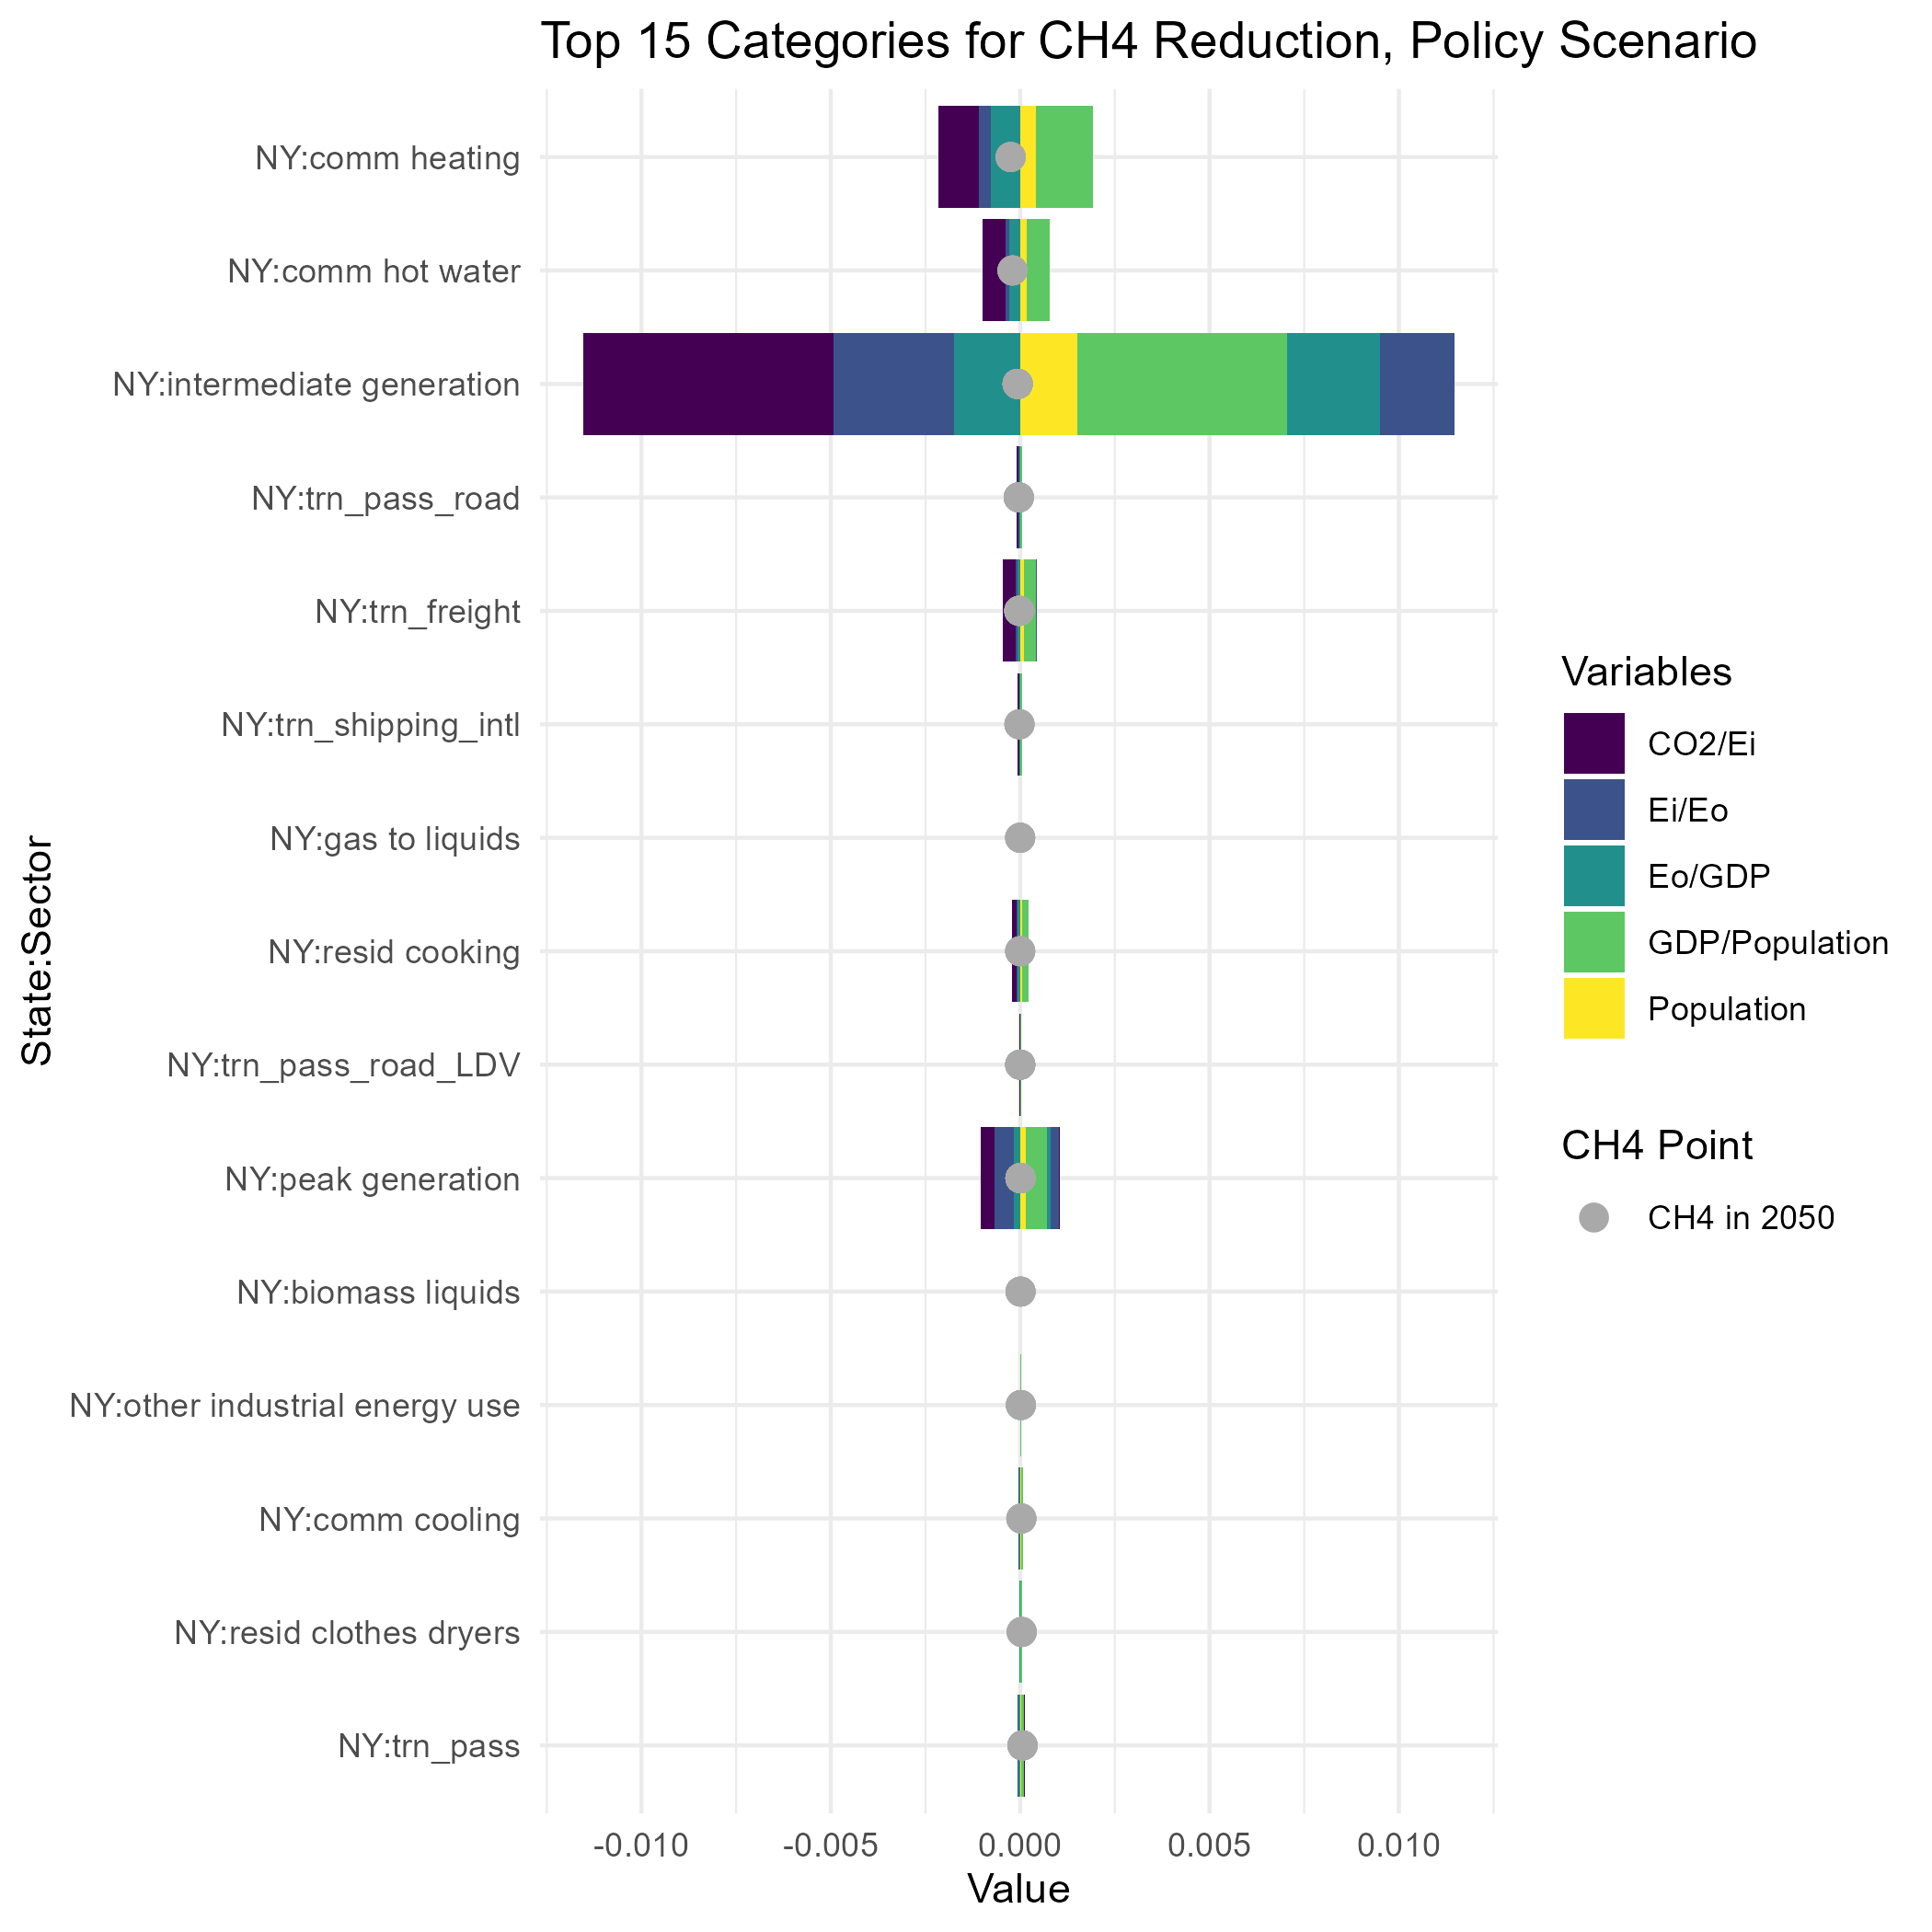 Top 15 Categories for CH4 Reduction, Policy Scenario
State:Sector
NY:comm heating
NY:comm hot water
NY:intermediate generation
NY:trn_pass_road
NY:trn_freight
NY:trn_shipping_intl
NY:gas to liquids
NY:resid cooking
NY:trn_pass_road_LDV
NY:peak generation
NY:biomass liquids
NY:other industrial energy use
NY:comm cooling
NY:resid clothes dryers
NY:trn_pass
-0.010
-0.005
0.000
0.005
0.010
Value
Variables
CO2/Ei
Ei/Eo
Eo/GDP
GDP/Population
Population
CH4 Point
CH4 in 2050